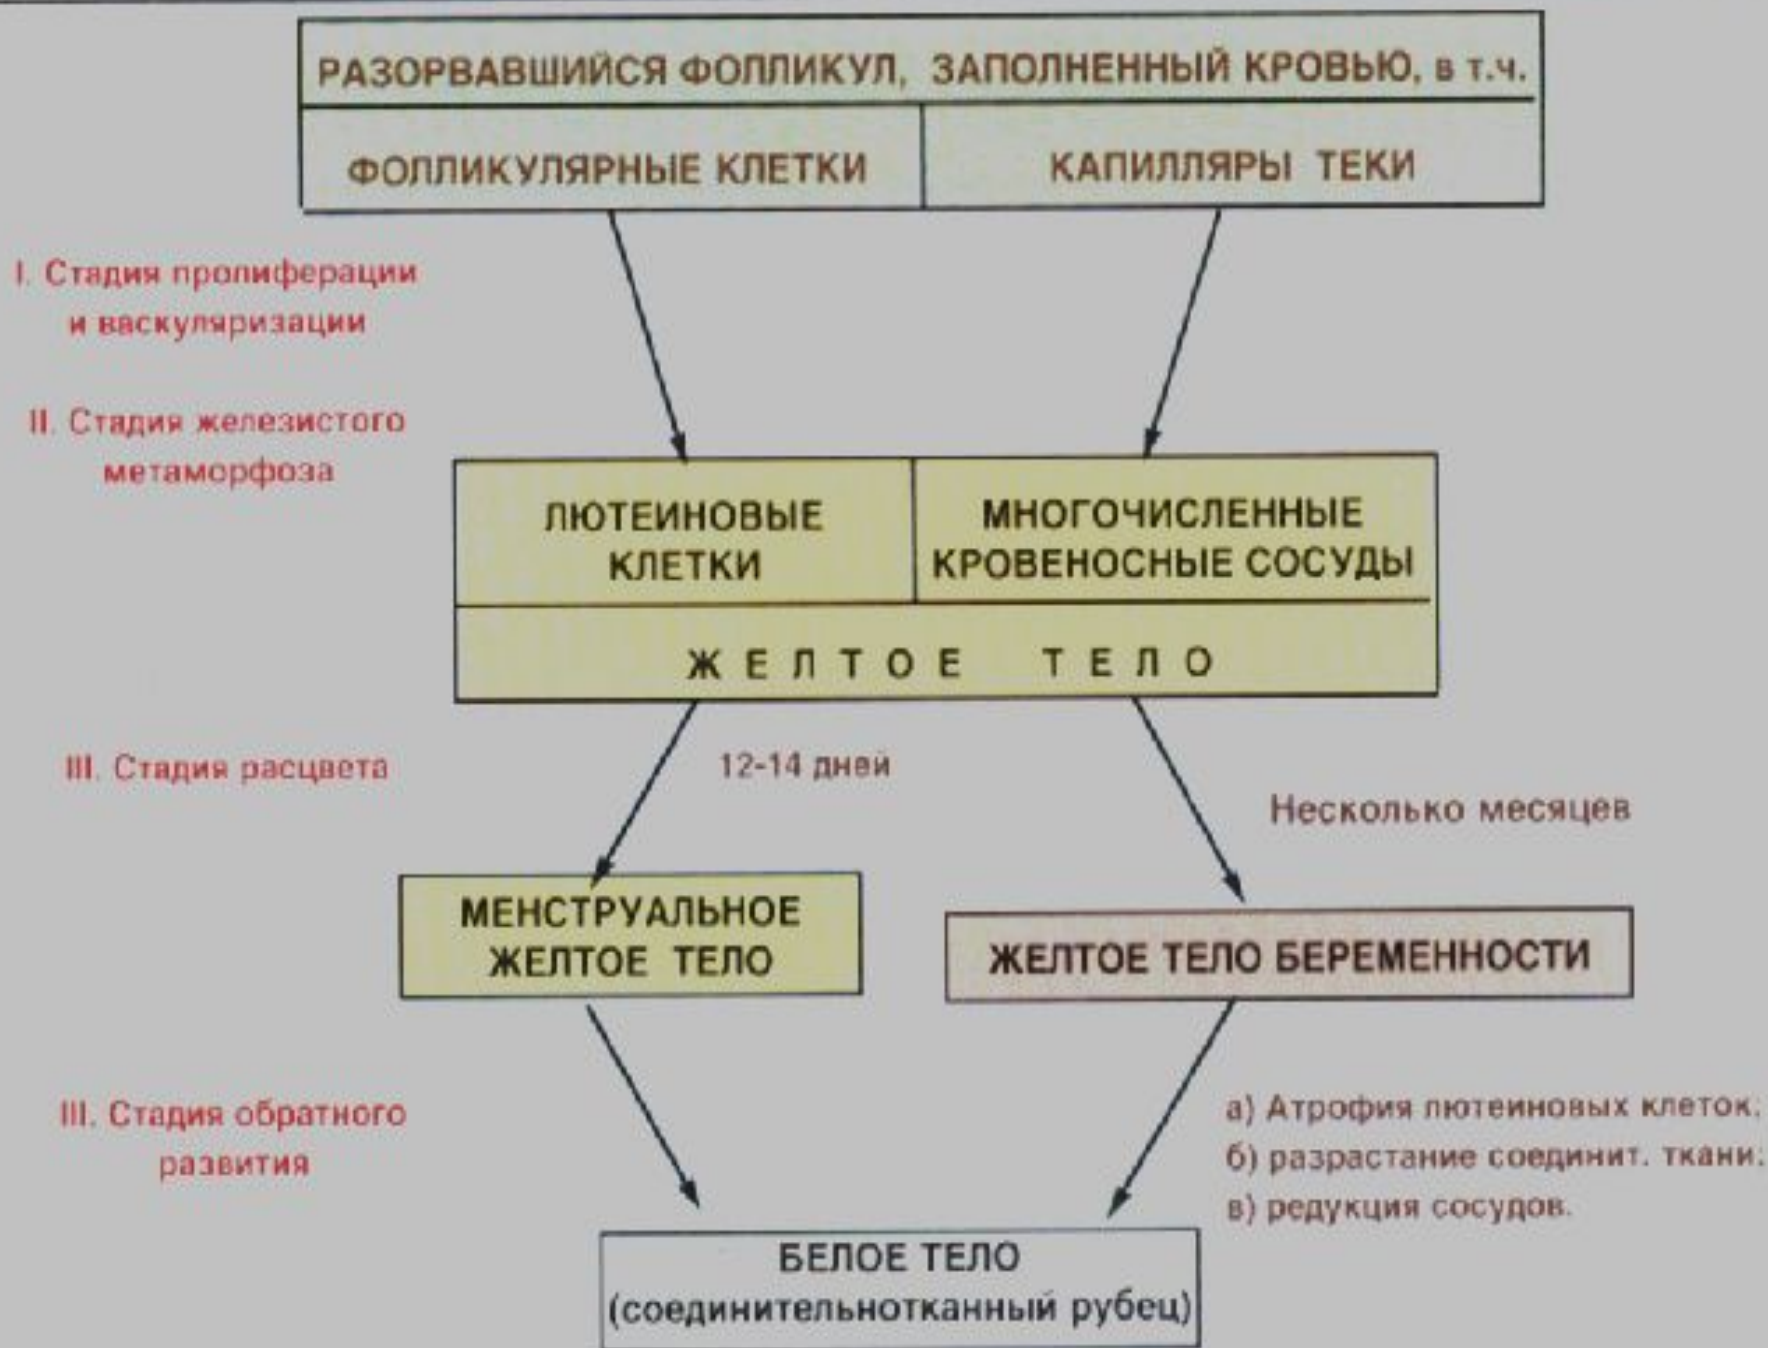 РАЗОРВАВШИЙСЯ ФОЛЛИКУЛ, ЗАПОЛНЕННЫЙ КРОВЬЮ, в т.ч.
ФОЛЛИКУЛЯРНЫЕ КЛЕТКИ
КАПИЛЛЯРЫ ТЕКИ
I. Стадия пролиферации
и васкуляризации
II. Стадия железистого
метаморфоза
ЛЮТЕИНОВЫЕ
КЛЕТКИ
МНОГОЧИСЛЕННЫЕ
КРОВЕНОСНЫЕ СОСУДЫ
ЖЕЛТОЕ ТЕЛО
III. Стадия расцвета
12-14 дней
Несколько месяцев
МЕНСТРУАЛЬНОЕ
ЖЕЛТОЕ ТЕЛО
ЖЕЛТОЕ ТЕЛО БЕРЕМЕННОСТИ
III. Стадия обратного
развития
а) Атрофия лютеиновых клеток;
б) разрастание соединит. ткани;
в) редукция сосудов.
БЕЛОЕ ТЕЛО
(соединительнотканный рубец)